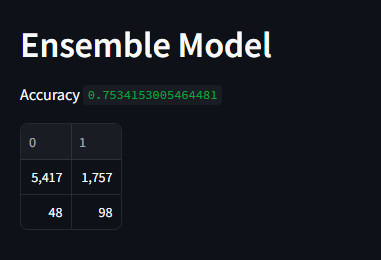 Ensemble Model
Accuracy 0.7534153005464481
0 1
5,417 1,757
48 98